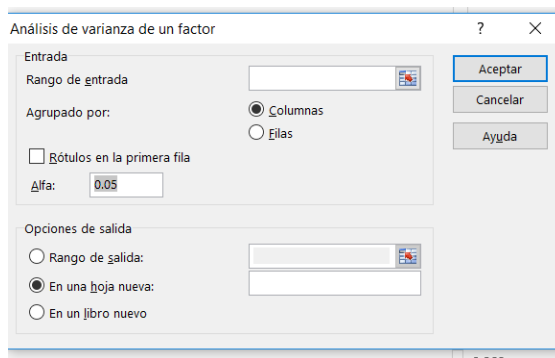 Análisis de varianza de un factor ? ×
Entrada
Rango de entrada
Aceptar
Agrupado por:
Columnas
Cancelar
Filas
Ayuda
Rótulos en la primera fila
Alfa: 0.05
Opciones de salida
Rango de salida:
En una hoja nueva:
En un libro nuevo